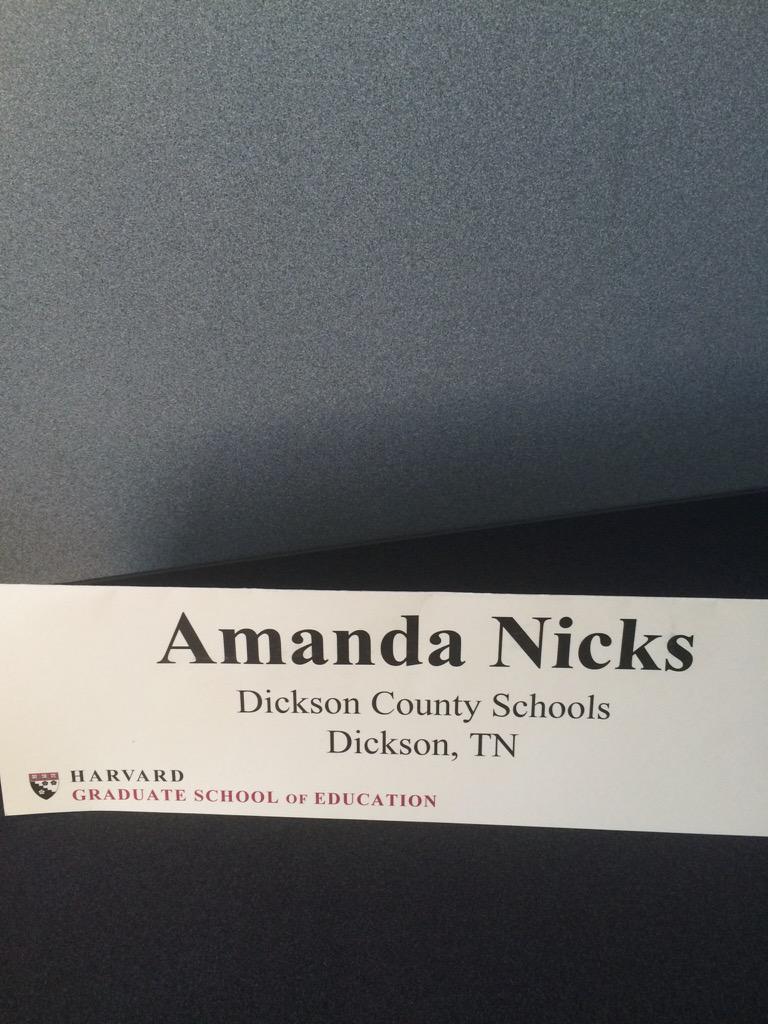 Amanda Nicks
Dickson County Schools
Dickson, TN
HARVARD
GRADUATE SCHOOL OF EDUCATION